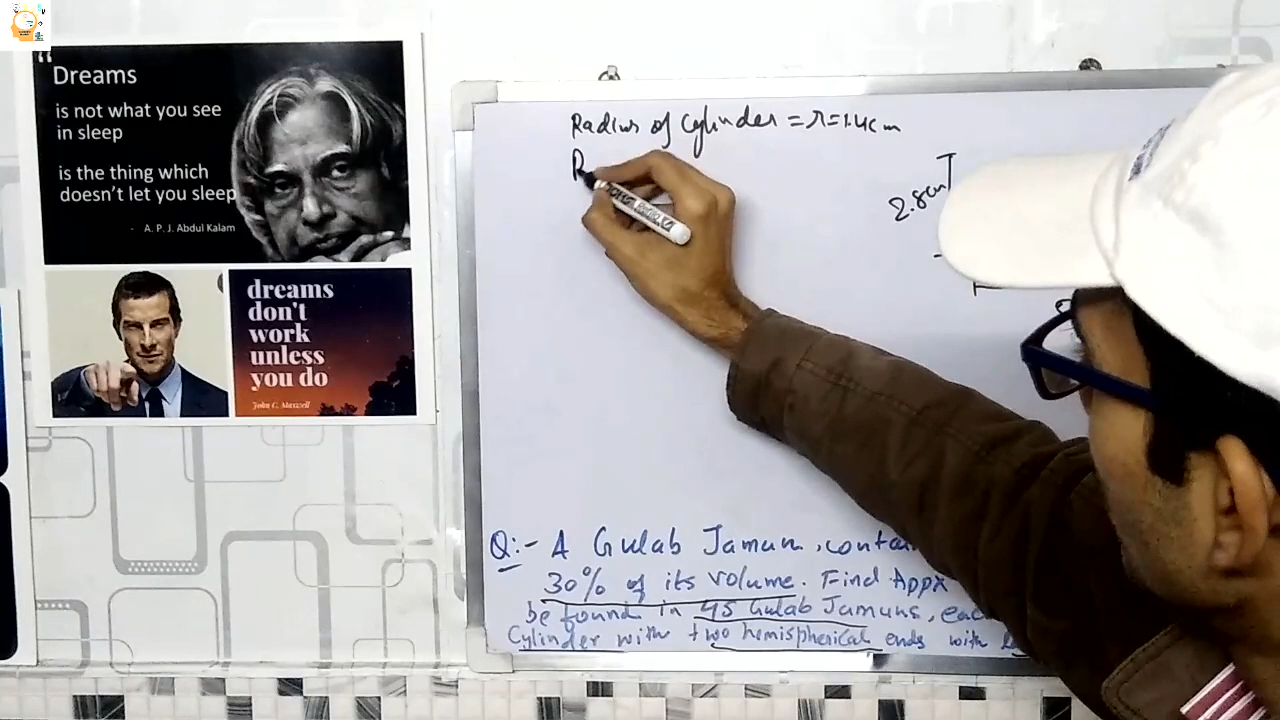 “
Dreams
is not what you see
in sleep
is the thing which
doesn't let you sleep
- A. P. J. Abdul Kalam
dreams
don't
work
unless
you do
John C. Maxwell
Radius of Cylinder = r = 1.4cm
R
2.8cm
Q:- A Gulab Jamun, contai
30% of its volume. Find Appx
be found in 45 Gulab Jamuns, eac
Cylinder with two hemispherical ends with